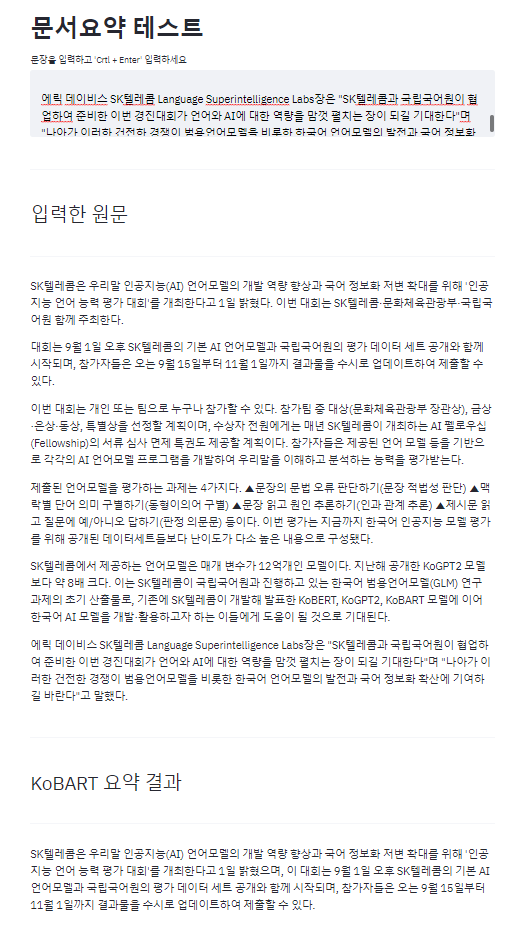 문서요약 테스트
문장을 입력하고 'Crtl + Enter' 입력하세요
에릭 데이비스 SK텔레콤 Language Superintelligence Labs장은 "SK텔레콤과 국립국어원이 협
업하여 준비한 이번 경진대회가 언어와 AI에 대한 역량을 맘껏 펼치는 장이 되길 기대한다"며
"나아가 이러한 건전한 경쟁이 범용언어모델을 비롯한 한국어 언어모델의 발전과 국어 정보화
입력한 원문
SK텔레콤은 우리말 인공지능(AI) 언어모델의 개발 역량 향상과 국어 정보화 저변 확대를 위해 '인공
지능 언어 능력 평가 대회'를 개최한다고 1일 밝혔다. 이번 대회는 SK텔레콤·문화체육관광부·국립국
어원 함께 주최한다.
대회는 9월 1일 오후 SK텔레콤의 기본 AI 언어모델과 국립국어원의 평가 데이터 세트 공개와 함께
시작되며, 참가자들은 오는 9월 15일부터 11월 1일까지 결과물을 수시로 업데이트하여 제출할 수
있다.
이번 대회는 개인 또는 팀으로 누구나 참가할 수 있다. 참가팀 중 대상(문화체육관광부 장관상), 금상
·은상·동상, 특별상을 선정할 계획이며, 수상자 전원에게는 매년 SK텔레콤이 개최하는 AI 펠로우십
(Fellowship)의 서류 심사 면제 특권도 제공할 계획이다. 참가자들은 제공된 언어 모델 등을 기반으
로 각각의 AI 언어모델 프로그램을 개발하여 우리말을 이해하고 분석하는 능력을 평가받는다.
제출된 언어모델을 평가하는 과제는 4가지다. ▲문장의 문법 오류 판단하기(문장 적법성 판단) ▲맥
락별 단어 의미 구별하기(동형이의어 구별) ▲문장 읽고 원인 추론하기(인과 관계 추론) ▲제시문 읽
고 질문에 예/아니오 답하기(판정 의문문) 등이다. 이번 평가는 지금까지 한국어 인공지능 모델 평가
를 위해 공개된 데이터세트들보다 난이도가 다소 높은 내용으로 구성됐다.
SK텔레콤에서 제공하는 언어모델은 매개 변수가 12억개인 모델이다. 지난해 공개한 KoGPT2 모델
보다 약 8배 크다. 이는 SK텔레콤이 국립국어원과 진행하고 있는 한국어 범용언어모델(GLM) 연구
과제의 초기 산출물로, 기존에 SK텔레콤이 개발해 발표한 KoBERT, KoGPT2, KoBART 모델에 이어
한국어 AI 모델을 개발·활용하고자 하는 이들에게 도움이 될 것으로 기대된다.
에릭 데이비스 SK텔레콤 Language Superintelligence Labs장은 "SK텔레콤과 국립국어원이 협업하
여 준비한 이번 경진대회가 언어와 AI에 대한 역량을 맘껏 펼치는 장이 되길 기대한다"며 "나아가 이
러한 건전한 경쟁이 범용언어모델을 비롯한 한국어 언어모델의 발전과 국어 정보화 확산에 기여하
길 바란다"고 말했다.
KoBART 요약 결과
SK텔레콤은 우리말 인공지능(AI) 언어모델의 개발 역량 향상과 국어 정보화 저변 확대를 위해 '인공
지능 언어 능력 평가 대회'를 개최한다고 1일 밝혔으며, 이 대회는 9월 1일 오후 SK텔레콤의 기본 AI
언어모델과 국립국어원의 평가 데이터 세트 공개와 함께 시작되며, 참가자들은 오는 9월 15일부터
11월 1일까지 결과물을 수시로 업데이트하여 제출할 수 있다.